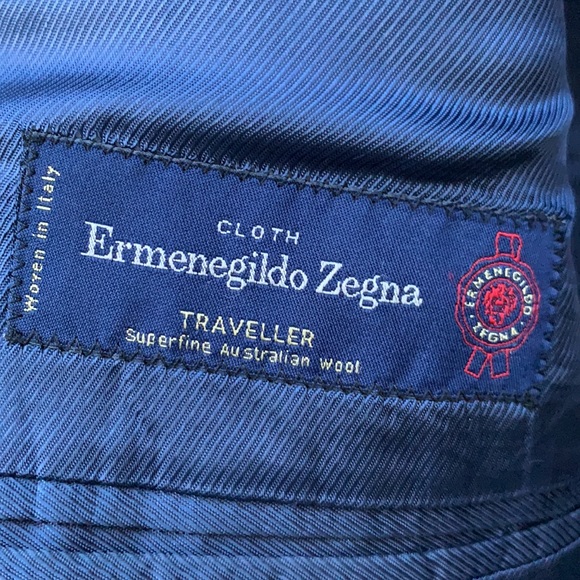 Woven in Italy
CLOTH
Ermenegildo Zegna
TRAVELLER
Superfine Australian Wool
ERMENEGILDO
ZEGNA